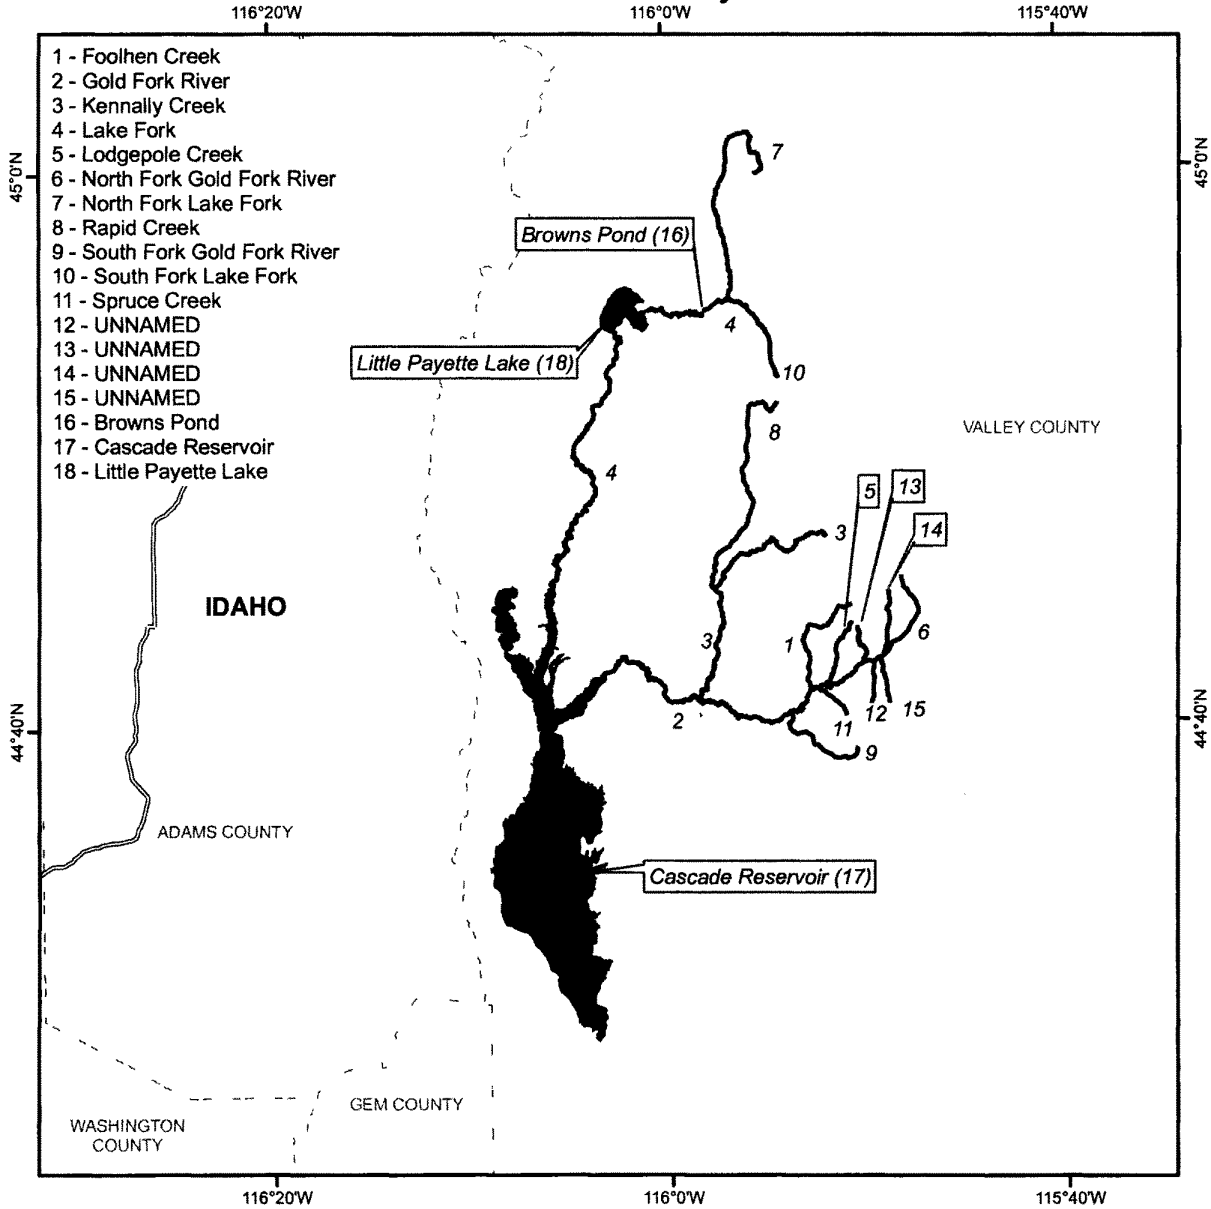 116°20'W
116°0'W
115°40'W
1 - Foolhen Creek
2 - Gold Fork River
3 - Kennally Creek
4 - Lake Fork
5 - Lodgepole Creek
6 - North Fork Gold Fork River
7 - North Fork Lake Fork
8 - Rapid Creek
9 - South Fork Gold Fork River
10 - South Fork Lake Fork
11 - Spruce Creek
12 - UNNAMED
13 - UNNAMED
14 - UNNAMED
15 - UNNAMED
16 - Browns Pond
17 - Cascade Reservoir
18 - Little Payette Lake
45°0'N
45°0'N
7
Browns Pond (16)
4
Little Payette Lake (18)
10
8
VALLEY COUNTY
4
5
13
14
3
IDAHO
1
3
6
2
11
12
15
9
44°40'N
44°40'N
ADAMS COUNTY
Cascade Reservoir (17)
GEM COUNTY
WASHINGTON
COUNTY
116°20'W
116°0'W
115°40'W